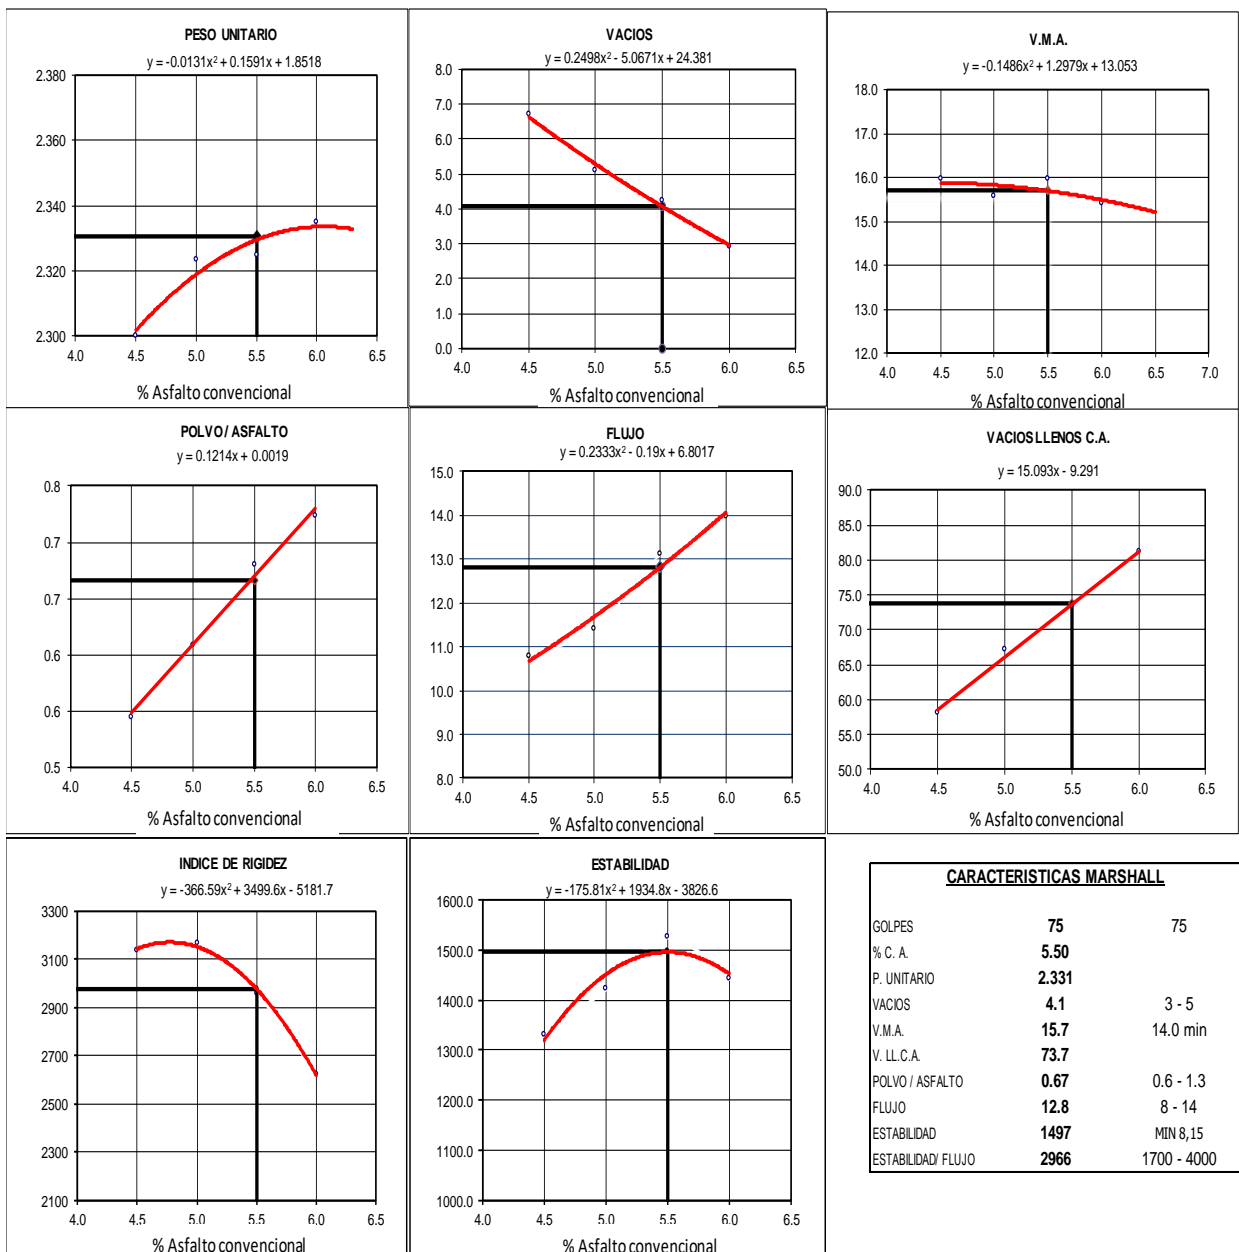 PESO UNITARIO
y = -0.0131x² + 0.1591x + 1.8518
2.380
2.360
2.340
2.320
2.300
4.0 4.5 5.0 5.5 6.0 6.5
% Asfalto convencional
VACIOS
y = 0.2498x² - 5.0671x + 24.381
8.0
7.0
6.0
5.0
4.0
3.0
2.0
1.0
0.0
4.0 4.5 5.0 5.5 6.0 6.5
% Asfalto convencional
V.M.A.
y = -0.1486x² + 1.2979x + 13.053
18.0
17.0
16.0
15.0
14.0
13.0
12.0
4.0 4.5 5.0 5.5 6.0 6.5 7.0
% Asfalto convencional
POLVO / ASFALTO
y = 0.1214x + 0.0019
0.8
0.7
0.7
0.6
0.6
0.5
4.0 4.5 5.0 5.5 6.0 6.5
% Asfalto convencional
FLUJO
y = 0.2333x² - 0.19x + 6.8017
15.0
14.0
13.0
12.0
11.0
10.0
9.0
8.0
4.0 4.5 5.0 5.5 6.0 6.5
% Asfalto convencional
VACIOS LLENOS C.A.
y = 15.093x - 9.291
90.0
85.0
80.0
75.0
70.0
65.0
60.0
55.0
50.0
4.0 4.5 5.0 5.5 6.0 6.5
% Asfalto convencional
INDICE DE RIGIDEZ
y = -366.59x² + 3499.6x - 5181.7
3300
3100
2900
2700
2500
2300
2100
4.0 4.5 5.0 5.5 6.0 6.5
% Asfalto convencional
ESTABILIDAD
y = -175.81x² + 1934.8x - 3826.6
1600.0
1500.0
1400.0
1300.0
1200.0
1100.0
1000.0
4.0 4.5 5.0 5.5 6.0 6.5
% Asfalto convencional
CARACTERISTICAS MARSHALL
GOLPES 75 75
% C. A. 5.50
P. UNITARIO 2.331
VACIOS 4.1 3 - 5
V.M.A. 15.7 14.0 min
V. LL.C.A. 73.7
POLVO / ASFALTO 0.67 0.6 - 1.3
FLUJO 12.8 8 - 14
ESTABILIDAD 1497 MIN 8,15
ESTABILIDAD/ FLUJO 2966 1700 - 4000